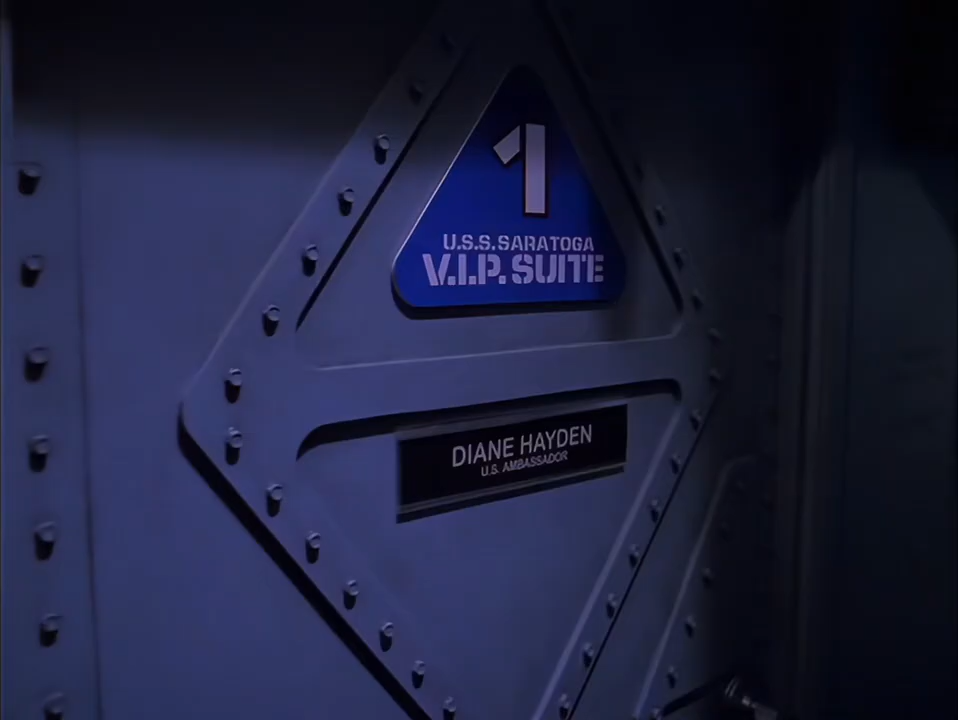 1
U.S.S. SARATOGA
V.I.P. SUITE
DIANE HAYDEN
U.S. AMBASSADOR